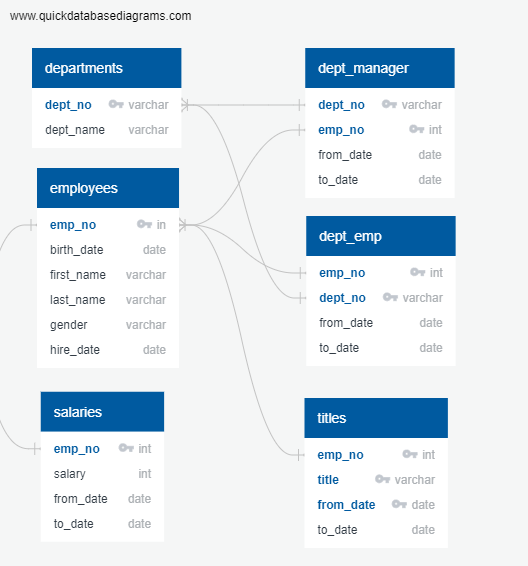 www.quickdatabasediagrams.com
departments
dept_no varchar
dept_name varchar
employees
emp_no in
birth_date date
first_name varchar
last_name varchar
gender varchar
hire_date date
salaries
emp_no int
salary int
from_date date
to_date date
dept_manager
dept_no varchar
emp_no int
from_date date
to_date date
dept_emp
emp_no int
dept_no varchar
from_date date
to_date date
titles
emp_no int
title varchar
from_date date
to_date date